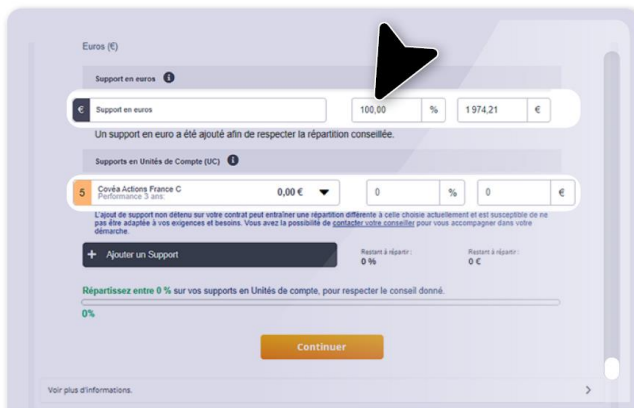 Euros (€)
Support en euros i
€ Support en euros 100,00 % 1 974,21 €
Un support en euro a été ajouté afin de respecter la répartition conseillée.
Supports en Unités de Compte (UC) i
5 Covéa Actions France C 0,00 € 0 % 0 €
Performance 3 ans:
L'ajout de support non détenu sur votre contrat peut entraîner une répartition différente à celle choisie actuellement et est susceptible de ne
pas être adaptée à vos exigences et besoins. Vous avez la possibilité de contacter votre conseiller pour vous accompagner dans votre
démarche.
+ Ajouter un Support
Restant à répartir : Restant à répartir :
0 % 0 €
Répartissez entre 0 % sur vos supports en Unités de compte, pour respecter le conseil donné.
0%
Continuer
Voir plus d'informations.